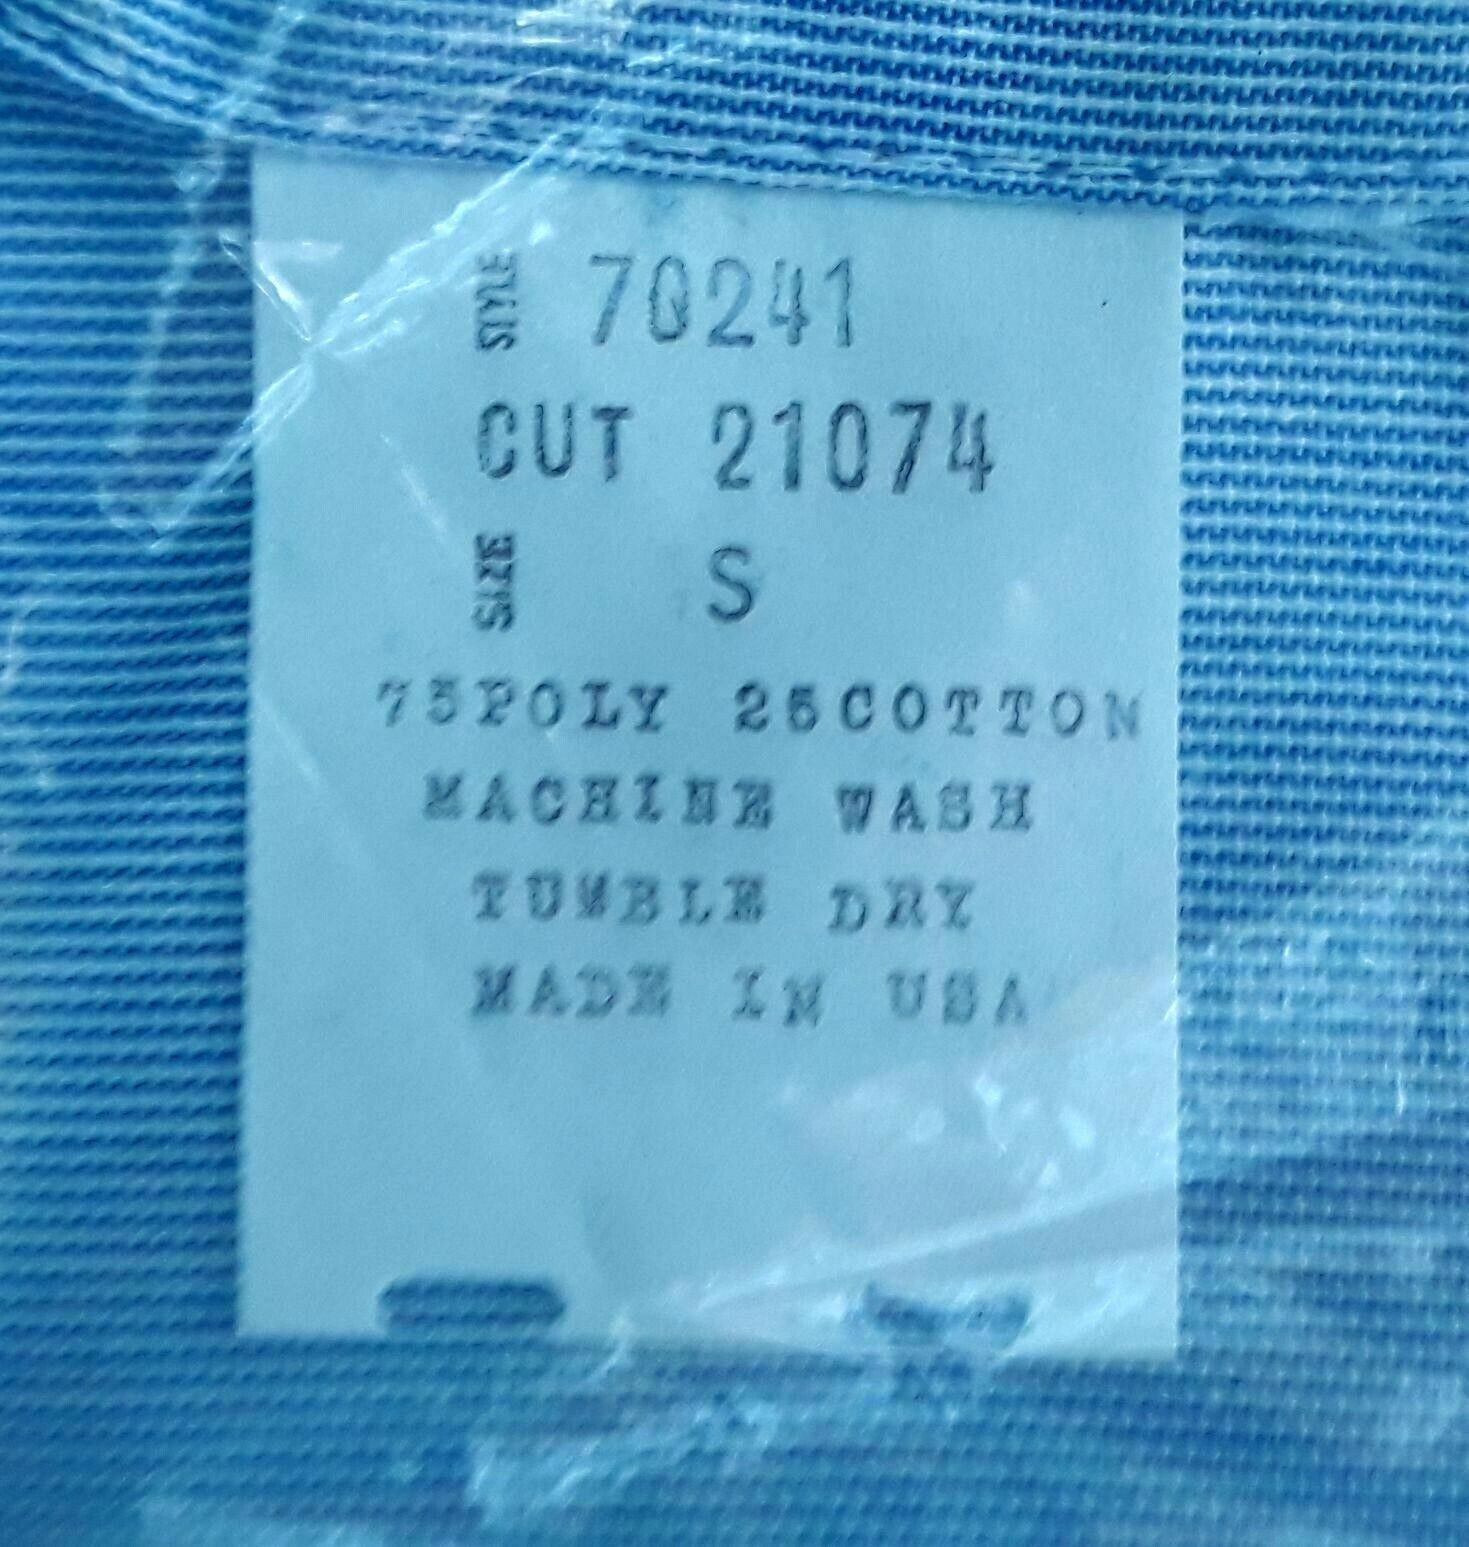 STYLE 70241
CUT 21074
SIZE S
75POLY 25COTTON
MACHINE WASH
TUMBLE DRY
MADE IN USA